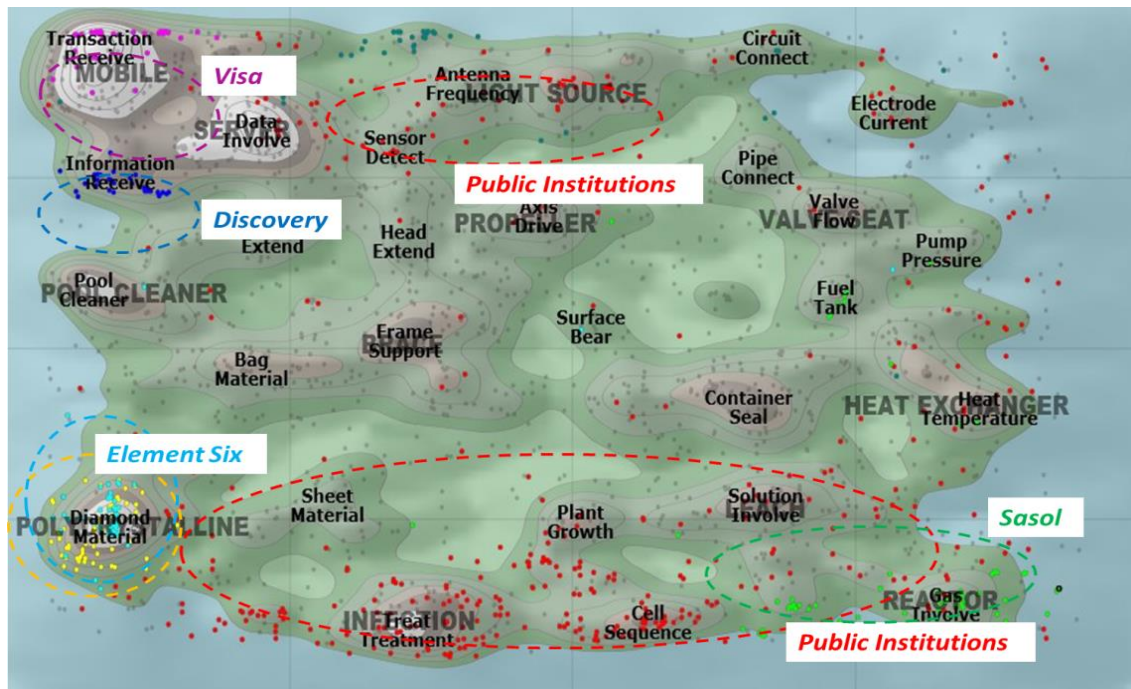 Transaction
Receive
MOBILE
Visa
Circuit
Connect
Antenna
Frequency
LIGHT SOURCE
Electrode
Current
SERVER
Data
Involve
Sensor
Detect
Information
Receive
Pipe
Connect
Public Institutions
Discovery
Extend
Head
Extend
PROPELLER
Axis
Drive
VALVE SEAT
Valve
Flow
Pump
Pressure
POOL CLEANER
Pool
Cleaner
Fuel
Tank
BRACE
Frame
Support
Surface
Bear
Bag
Material
Container
Seal
HEAT EXCHANGER
Heat
Temperature
Element Six
Diamond
Material
Sheet
Material
Plant
Growth
LEACH
Solution
Involve
Sasol
INFECTION
Treat
Treatment
Cell
Sequence
REACTOR
Gas
Involve
Public Institutions